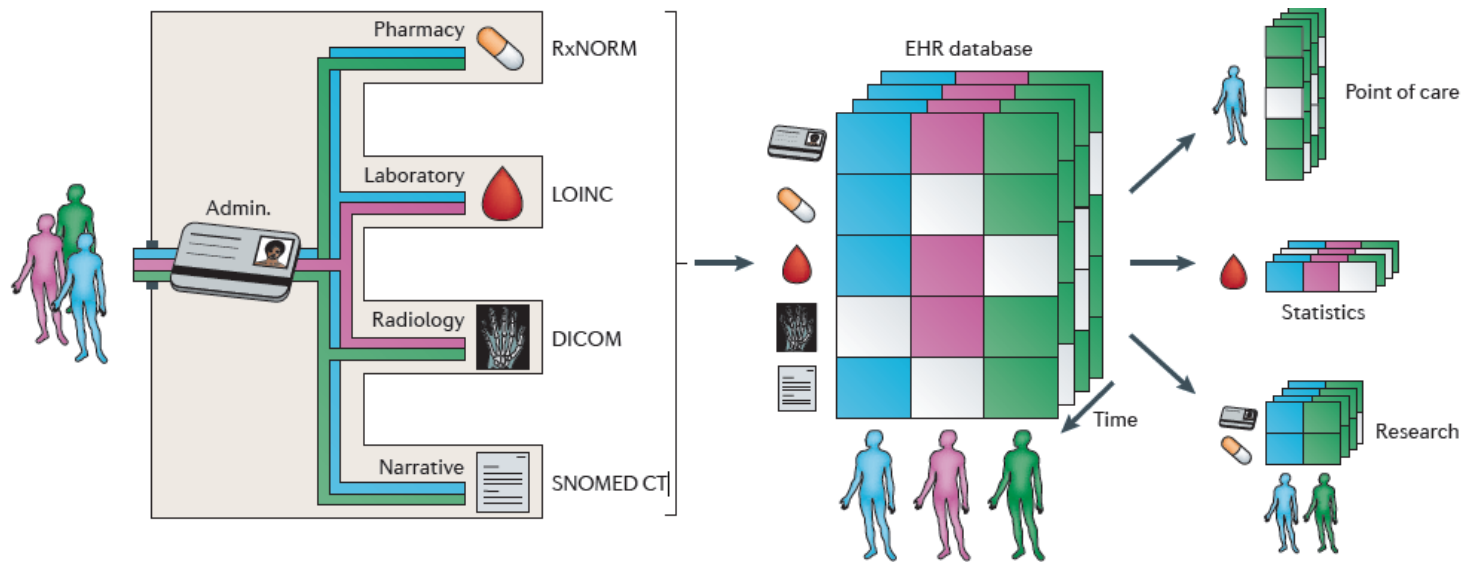 Pharmacy
RxNORM
Laboratory
LOINC
Admin.
Radiology
DICOM
Narrative
SNOMED CT
EHR database
Time
Point of care
Statistics
Research